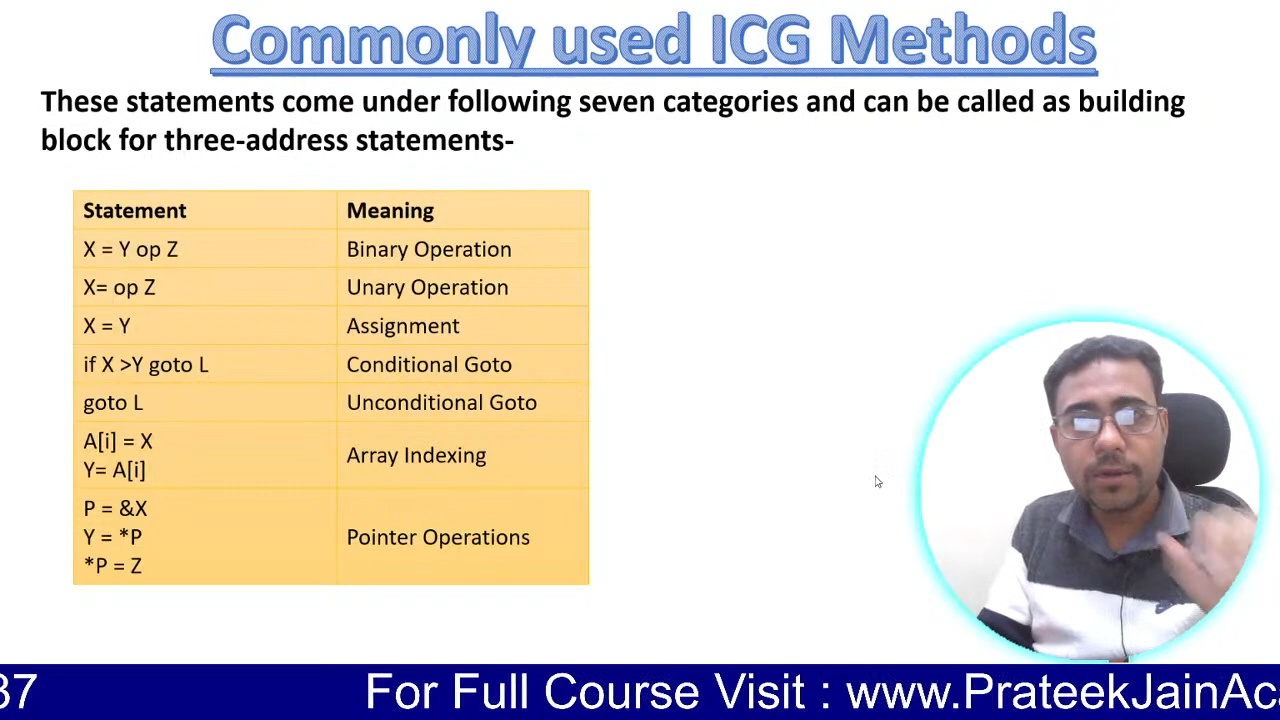 Commonly used ICG Methods
These statements come under following seven categories and can be called as building
block for three-address statements-
Statement Meaning
X = Y op Z Binary Operation
X= op Z Unary Operation
X = Y Assignment
if X >Y goto L Conditional Goto
goto L Unconditional Goto
A[i] = X
Y= A[i]
Array Indexing
P = &X
Y = *P
*P = Z
Pointer Operations
37 For Full Course Visit : www.PrateekJainAc